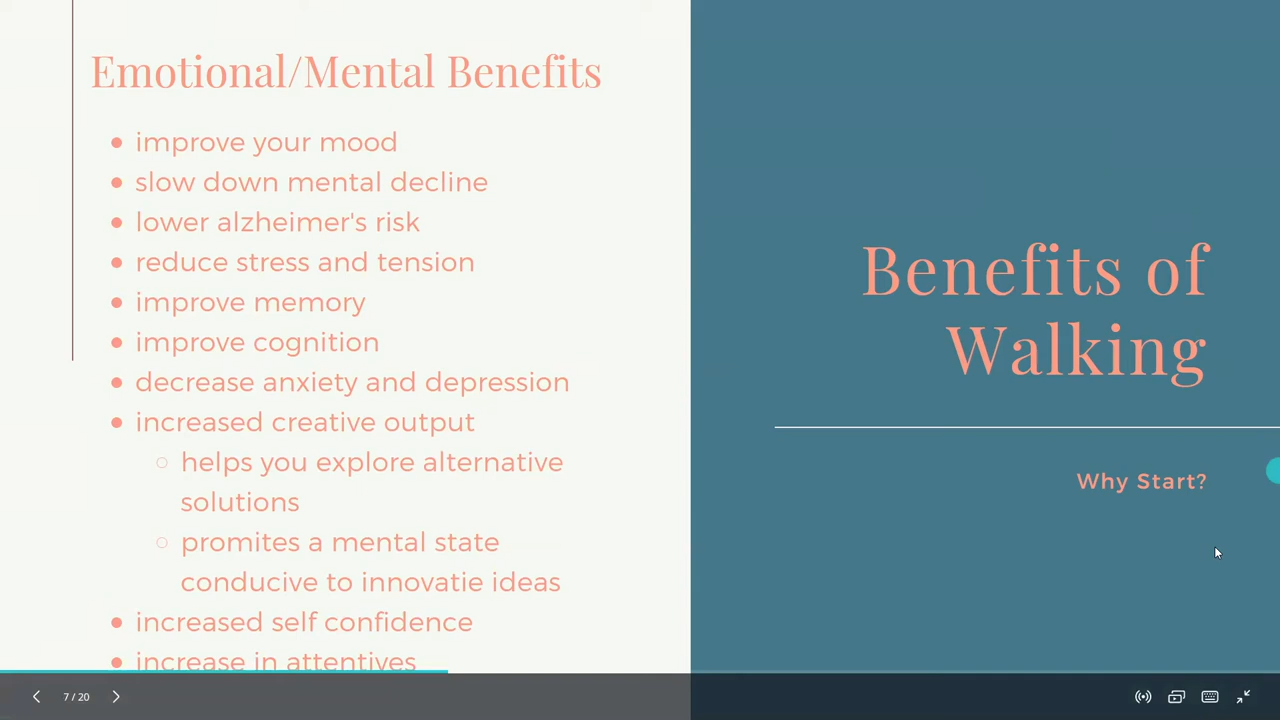 Emotional/Mental Benefits
improve your mood
slow down mental decline
lower alzheimer's risk
reduce stress and tension
improve memory
improve cognition
decrease anxiety and depression
increased creative output
helps you explore alternative
solutions
promites a mental state
conducive to innovatie ideas
increased self confidence
increase in attentives
Benefits of
Walking
Why Start?
7 / 20